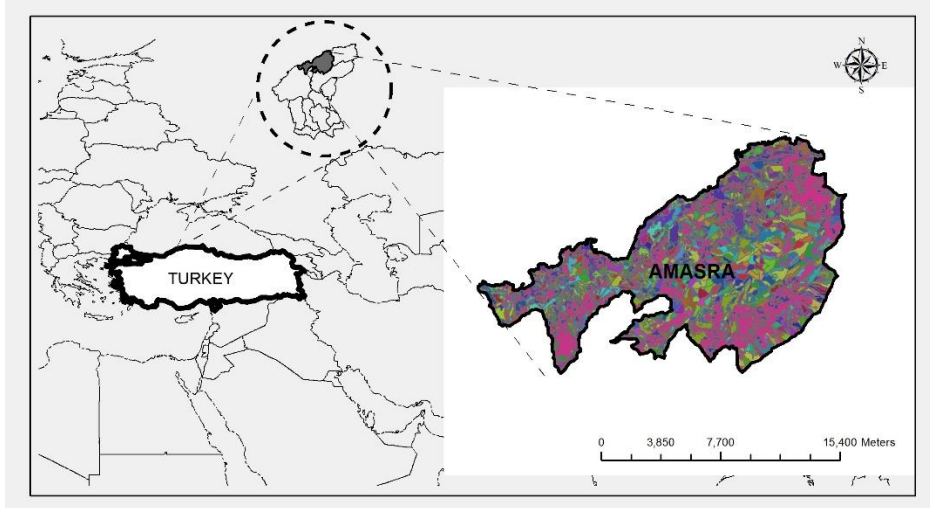 N
W E
S
TURKEY
AMASRA
0 3,850 7,700 15,400 Meters